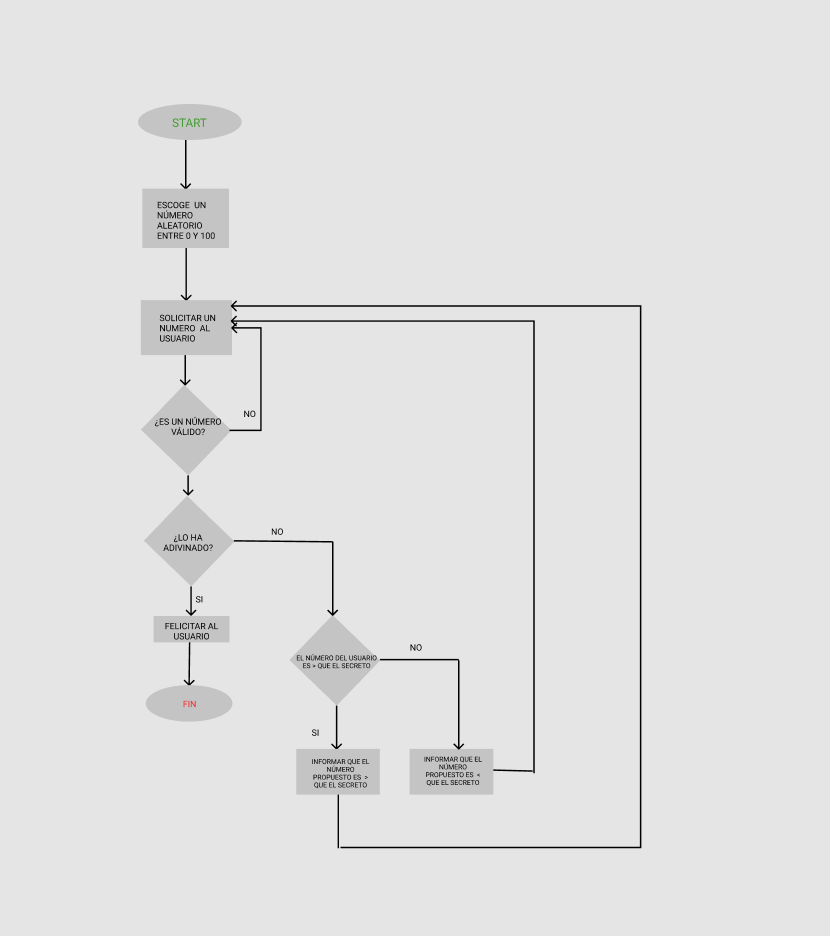 START
ESCOGE UN
NÚMERO
ALEATORIO
ENTRE 0 Y 100
SOLICITAR UN
NUMERO AL
USUARIO
NO
¿ES UN NÚMERO
VÁLIDO?
NO
¿LO HA
ADIVINADO?
SI
FELICITAR AL
USUARIO
NO
EL NÚMERO DEL USUARIO
ES > QUE EL SECRETO
FIN
SI
INFORMAR QUE EL
NÚMERO
PROPUESTO ES >
QUE EL SECRETO
INFORMAR QUE EL
NÚMERO
PROPUESTO ES <
QUE EL SECRETO